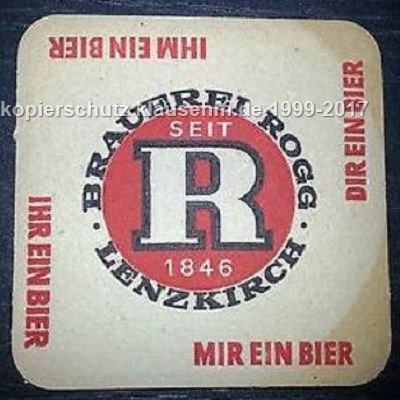 IHM EIN BIER
kopierschutz klausehm.de 1999-2017
BRAUEREI ROGG
SEIT
R
1846
· LENZKIRCH ·
DIR EIN BIER
IHR EIN BIER
MIR EIN BIER